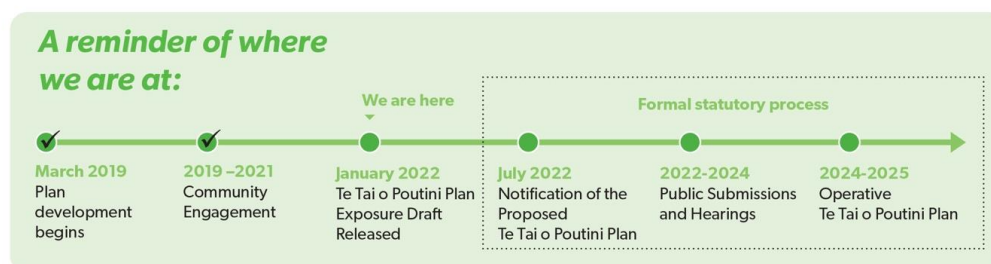 A reminder of where
we are at:
We are here
Formal statutory process
March 2019
Plan
development
begins
2019 –2021
Community
Engagement
January 2022
Te Tai o Poutini Plan
Exposure Draft
Released
July 2022
Notification of the
Proposed
Te Tai o Poutini Plan
2022-2024
Public Submissions
and Hearings
2024-2025
Operative
Te Tai o Poutini Plan